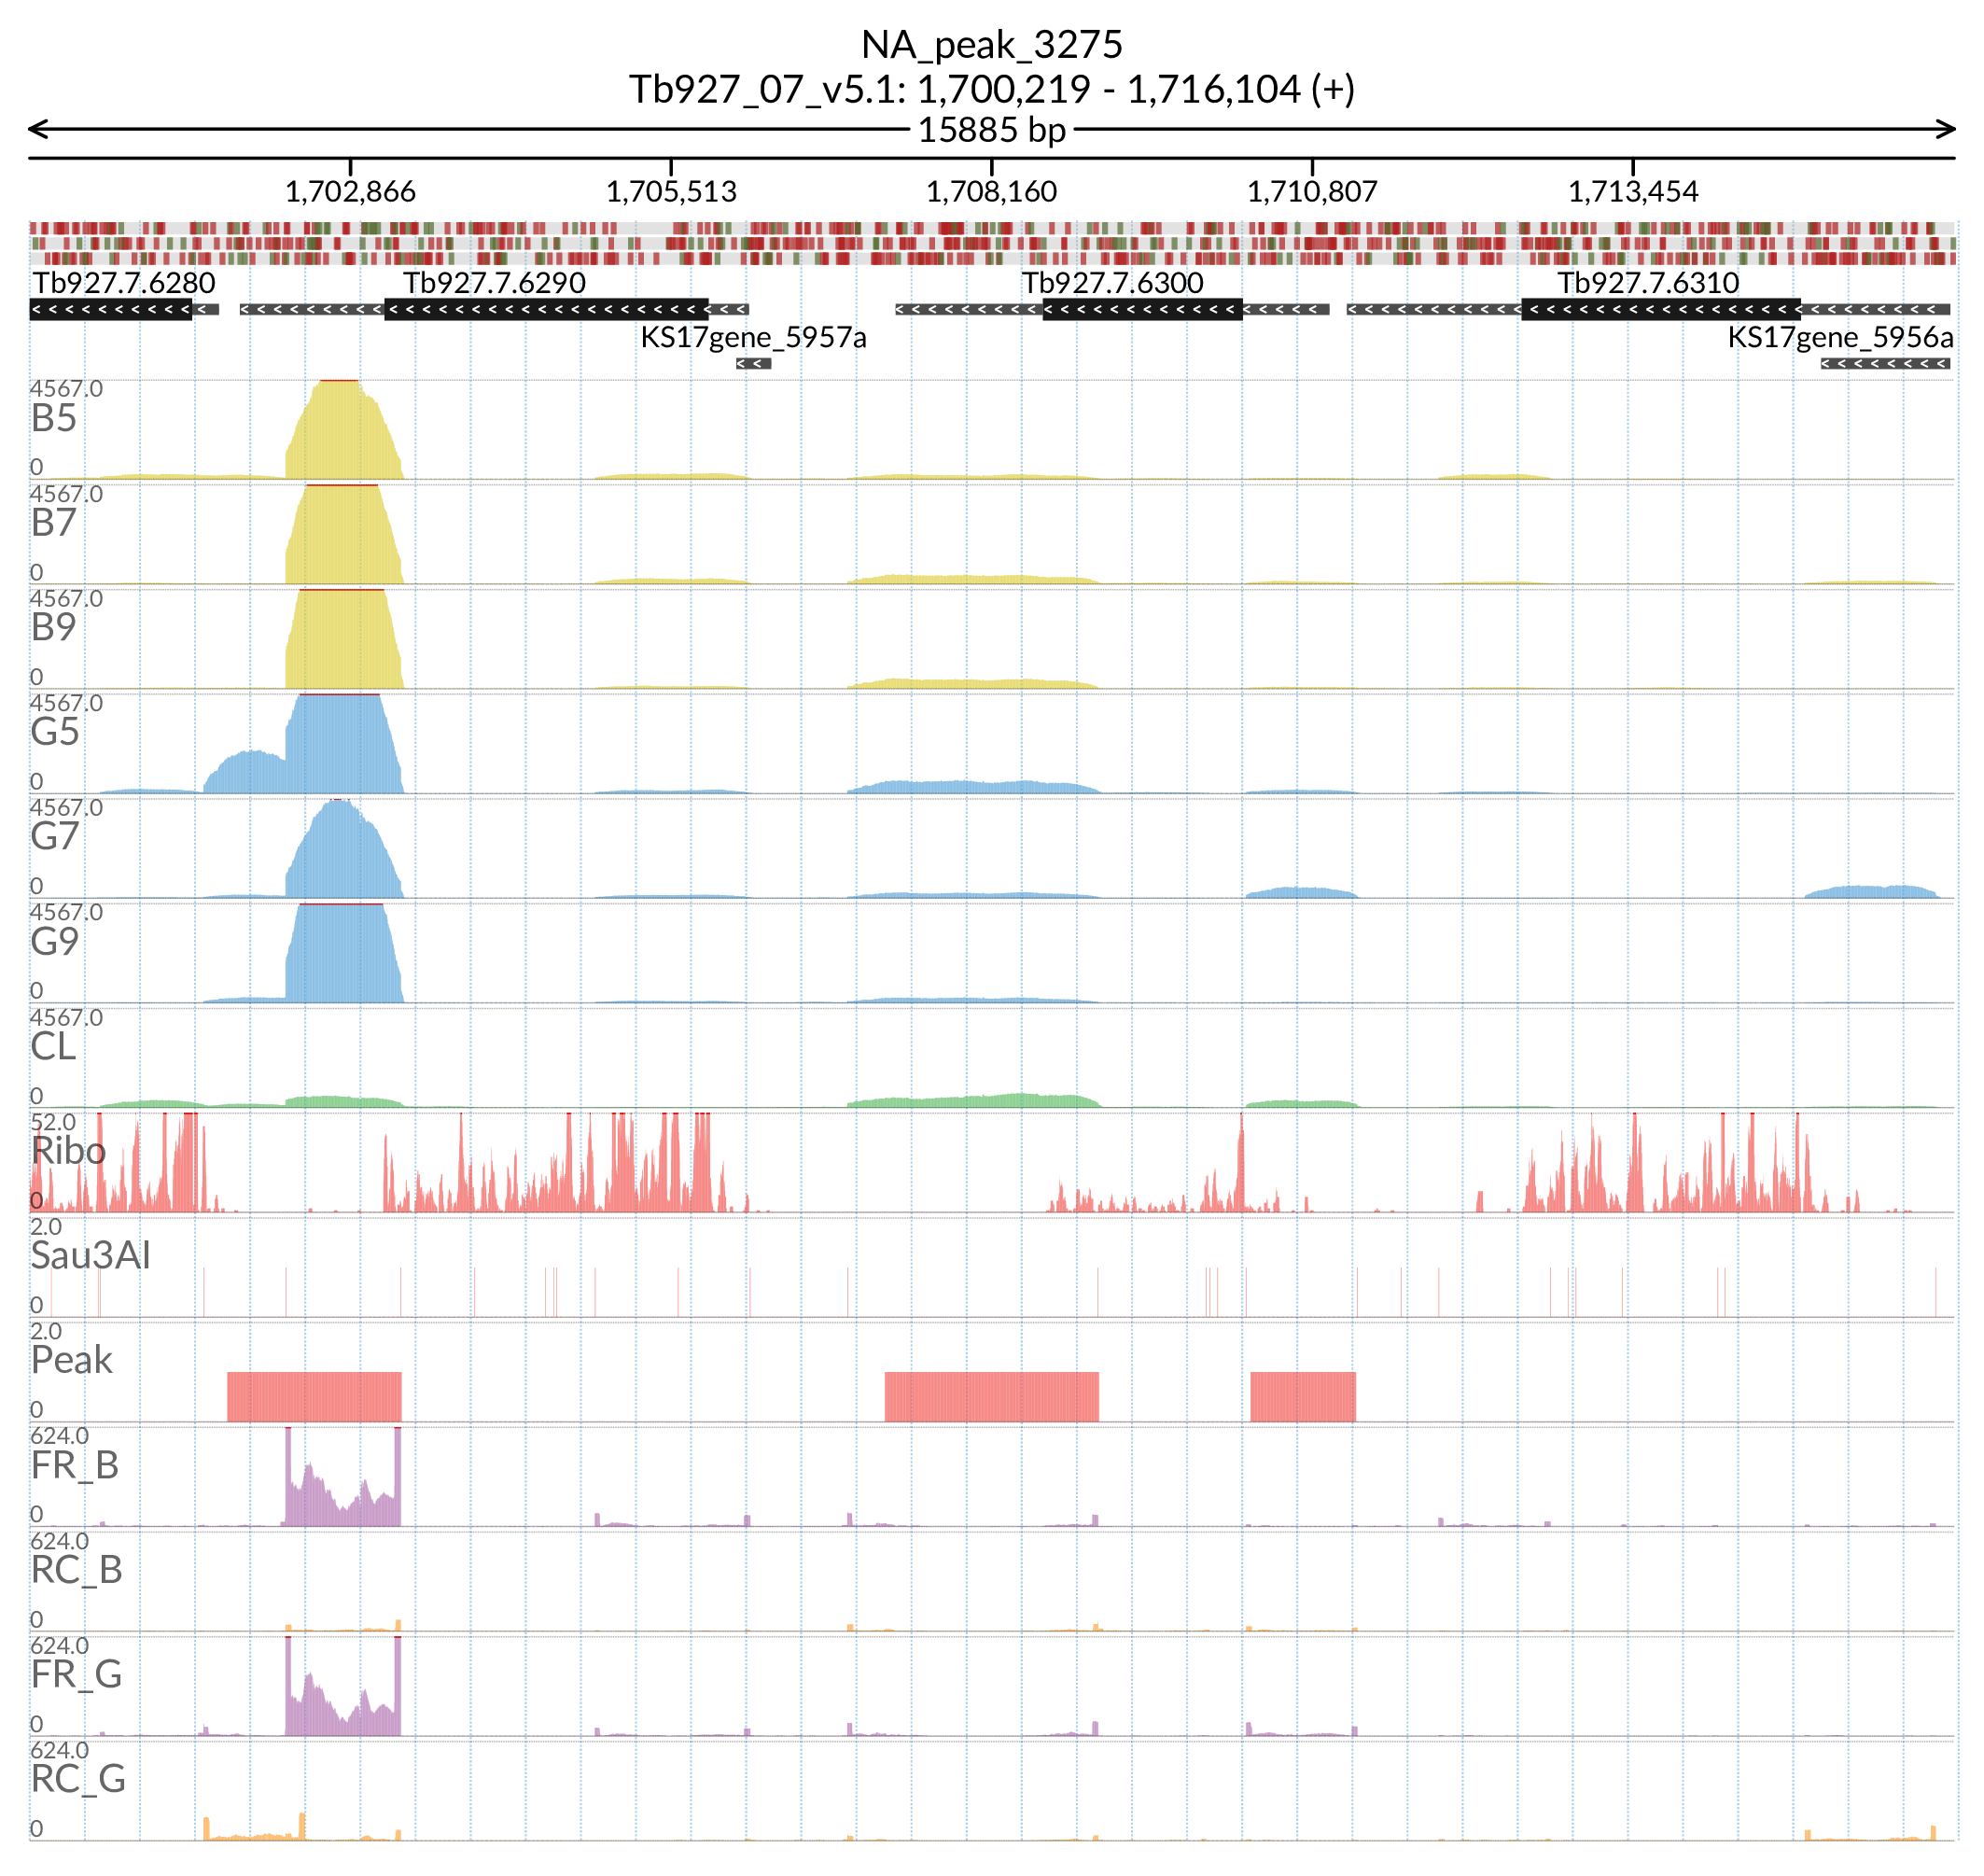 NA_peak_3275
Tb927_07_v5.1: 1,700,219 - 1,716,104 (+)
15885 bp
1,702,866 1,705,513 1,708,160 1,710,807 1,713,454
Tb927.7.6280 Tb927.7.6290 Tb927.7.6300 Tb927.7.6310
KS17gene_5957a KS17gene_5956a
4567.0
B5
0
4567.0
B7
0
4567.0
B9
0
4567.0
G5
0
4567.0
G7
0
4567.0
G9
0
4567.0
CL
0
52.0
Ribo
0
2.0
Sau3AI
0
2.0
Peak
0
624.0
FR_B
0
624.0
RC_B
0
624.0
FR_G
0
624.0
RC_G
0